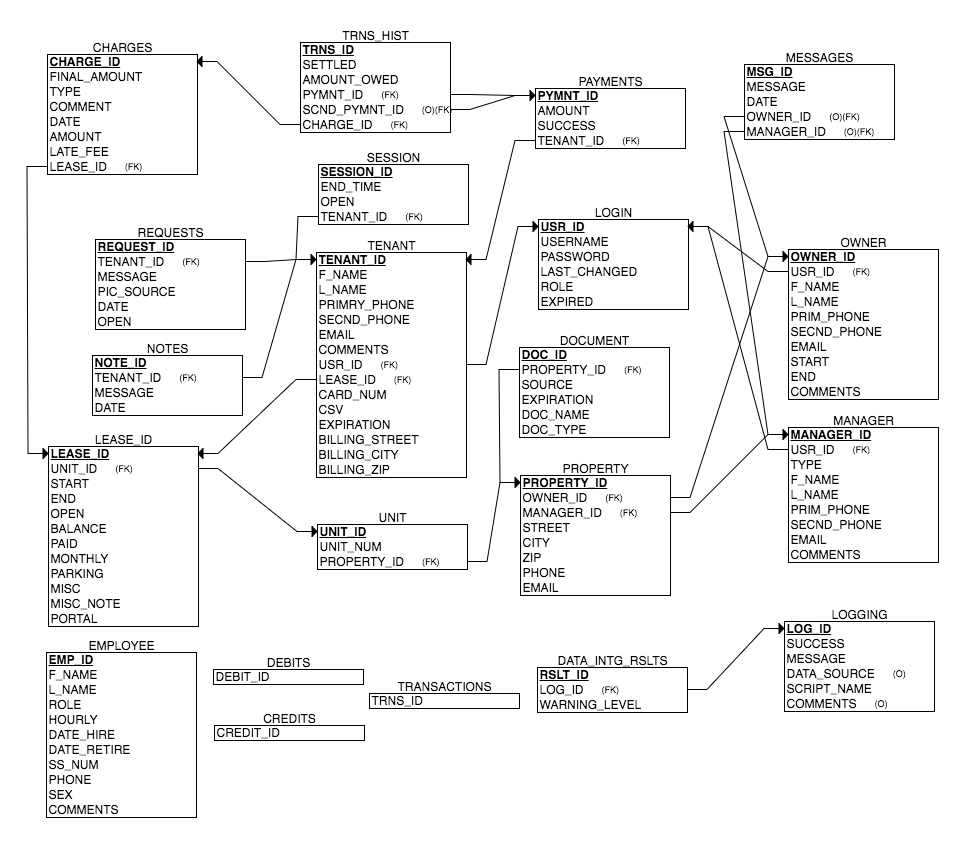 CHARGES
CHARGE_ID
FINAL_AMOUNT
TYPE
COMMENT
DATE
AMOUNT
LATE_FEE
LEASE_ID (FK)
TRNS_HIST
TRNS_ID
SETTLED
AMOUNT_OWED
PYMNT_ID (FK)
SCND_PYMNT_ID (O)(FK)
CHARGE_ID (FK)
PAYMENTS
PYMNT_ID
AMOUNT
SUCCESS
TENANT_ID (FK)
MESSAGES
MSG_ID
MESSAGE
DATE
OWNER_ID (O)(FK)
MANAGER_ID (O)(FK)
SESSION
SESSION_ID
END_TIME
OPEN
TENANT_ID (FK)
REQUESTS
REQUEST_ID
TENANT_ID (FK)
MESSAGE
PIC_SOURCE
DATE
OPEN
TENANT
TENANT_ID
F_NAME
L_NAME
PRIMRY_PHONE
SECND_PHONE
EMAIL
COMMENTS
USR_ID (FK)
LEASE_ID (FK)
CARD_NUM
CSV
EXPIRATION
BILLING_STREET
BILLING_CITY
BILLING_ZIP
LOGIN
USR_ID
USERNAME
PASSWORD
LAST_CHANGED
ROLE
EXPIRED
OWNER
OWNER_ID
USR_ID (FK)
F_NAME
L_NAME
PRIM_PHONE
SECND_PHONE
EMAIL
START
END
COMMENTS
NOTES
NOTE_ID
TENANT_ID (FK)
MESSAGE
DATE
DOCUMENT
DOC_ID
PROPERTY_ID (FK)
SOURCE
EXPIRATION
DOC_NAME
DOC_TYPE
MANAGER
MANAGER_ID
USR_ID (FK)
TYPE
F_NAME
L_NAME
PRIM_PHONE
SECND_PHONE
EMAIL
COMMENTS
LEASE_ID
LEASE_ID
UNIT_ID (FK)
START
END
OPEN
BALANCE
PAID
MONTHLY
PARKING
MISC
MISC_NOTE
PORTAL
UNIT
UNIT_ID
UNIT_NUM
PROPERTY_ID (FK)
PROPERTY
PROPERTY_ID
OWNER_ID (FK)
MANAGER_ID (FK)
STREET
CITY
ZIP
PHONE
EMAIL
EMPLOYEE
EMP_ID
F_NAME
L_NAME
ROLE
HOURLY
DATE_HIRE
DATE_RETIRE
SS_NUM
PHONE
SEX
COMMENTS
DEBITS
DEBIT_ID
TRANSACTIONS
TRNS_ID
CREDITS
CREDIT_ID
DATA_INTG_RSLTS
RSLT_ID
LOG_ID (FK)
WARNING_LEVEL
LOGGING
LOG_ID
SUCCESS
MESSAGE
DATA_SOURCE (O)
SCRIPT_NAME
COMMENTS (O)